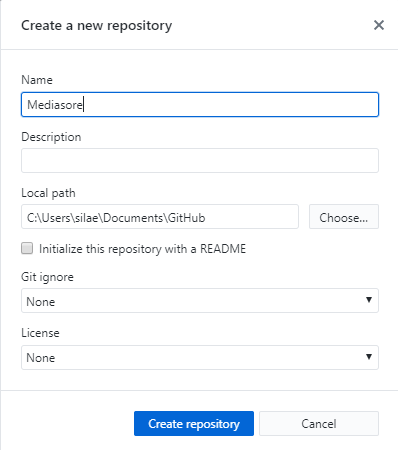 Create a new repository
Name
Mediasore
Description
Local path
C:\Users\silae\Documents\GitHub
Choose...
Initialize this repository with a README
Git ignore
None
License
None
Create repository
Cancel